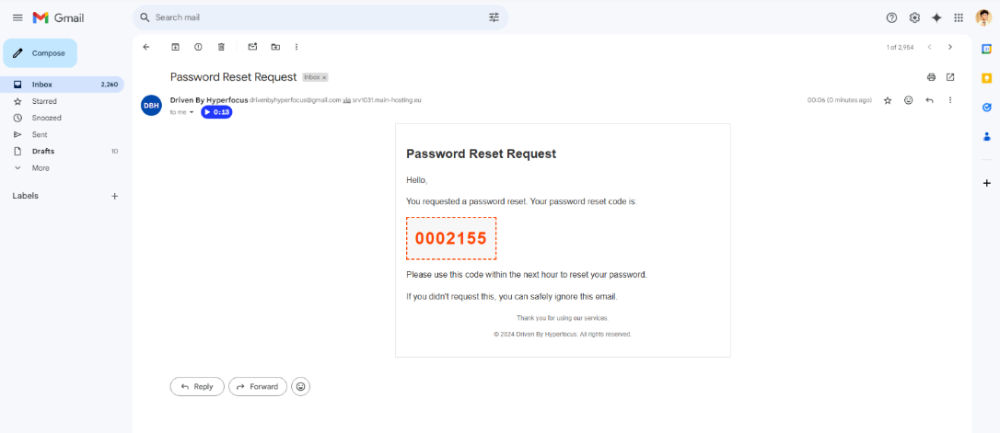 Gmail
Search mail
Compose
1 of 2,954
Inbox 2,260
Starred
Snoozed
Sent
Drafts 10
More
Labels
Password Reset Request Inbox x
DBH
Driven By Hyperfocus drivenbyhyperfocus@gmail.com via srv1031.main-hosting.eu
00:06 (0 minutes ago)
to me 0:13
Password Reset Request
Hello,
You requested a password reset. Your password reset code is:
0002155
Please use this code within the next hour to reset your password.
If you didn't request this, you can safely ignore this email.
Thank you for using our services.
© 2024 Driven By Hyperfocus. All rights reserved.
Reply
Forward